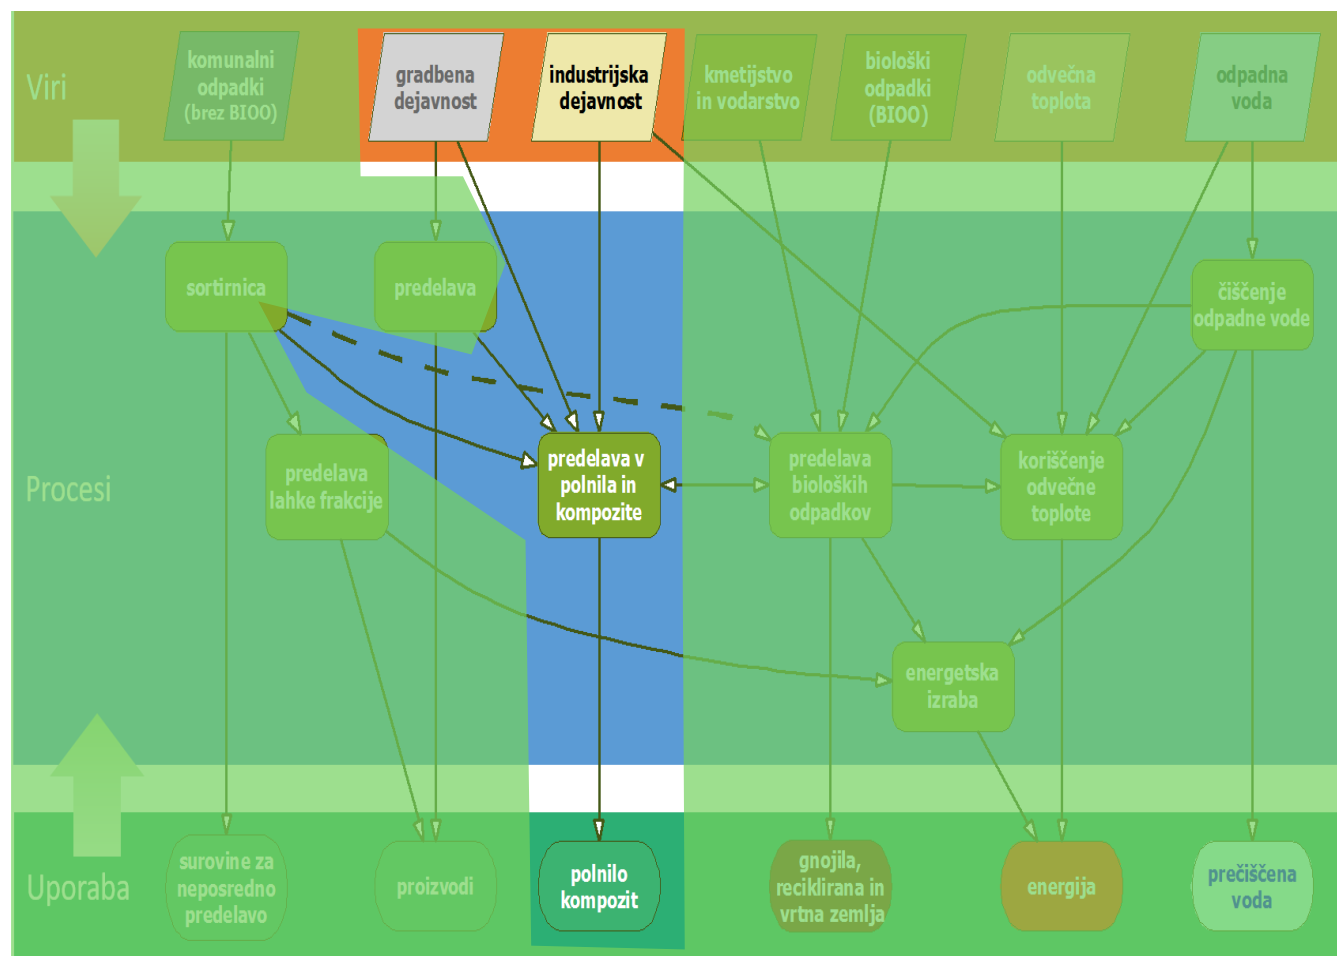 Viri
komunalni
odpadki
(brez BIOO)
gradbena
dejavnost
industrijska
dejavnost
kmetijstvo
in vodarstvo
biološki
odpadki
(BIOO)
odvečna
toplota
odpadna
voda
Procesi
sortirnica
predelava
čiščenje
odpadne vode
predelava
lahke frakcije
predelava v
polnila in
kompozite
predelava
bioloških
odpadkov
koriščenje
odvečne
toplote
energetska
izraba
Uporaba
surovine za
neposredno
predelavo
proizvodi
polnilo
kompozit
gnojila,
reciklirana in
vrtna zemlja
energija
prečiščena
voda